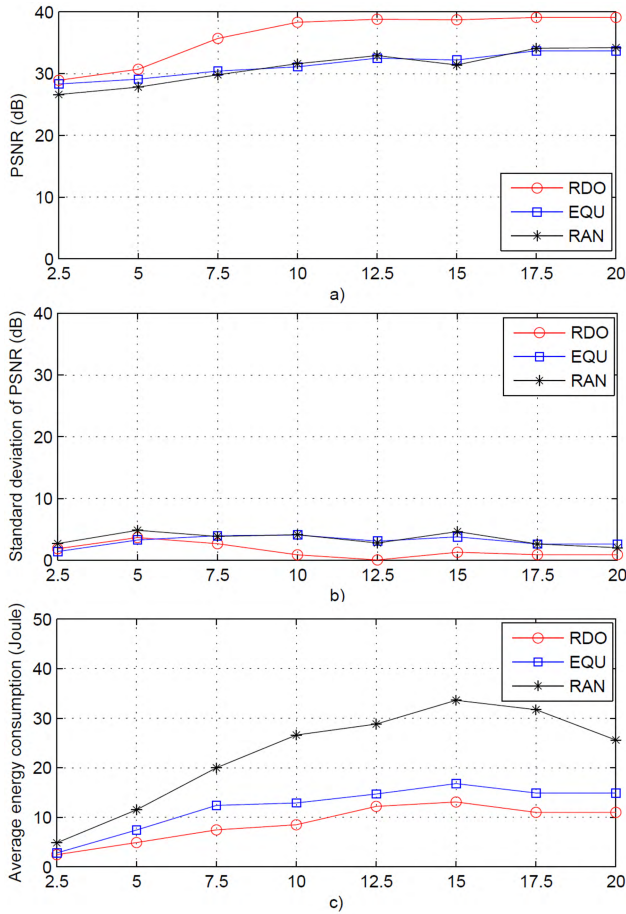 40
30
20
10
0
PSNR (dB)
RDO
EQU
RAN
2.5 5 7.5 10 12.5 15 17.5 20
a)
40
30
20
10
0
Standard deviation of PSNR (dB)
RDO
EQU
RAN
2.5 5 7.5 10 12.5 15 17.5 20
b)
50
40
30
20
10
0
Average energy consumption (Joule)
RDO
EQU
RAN
2.5 5 7.5 10 12.5 15 17.5 20
c)